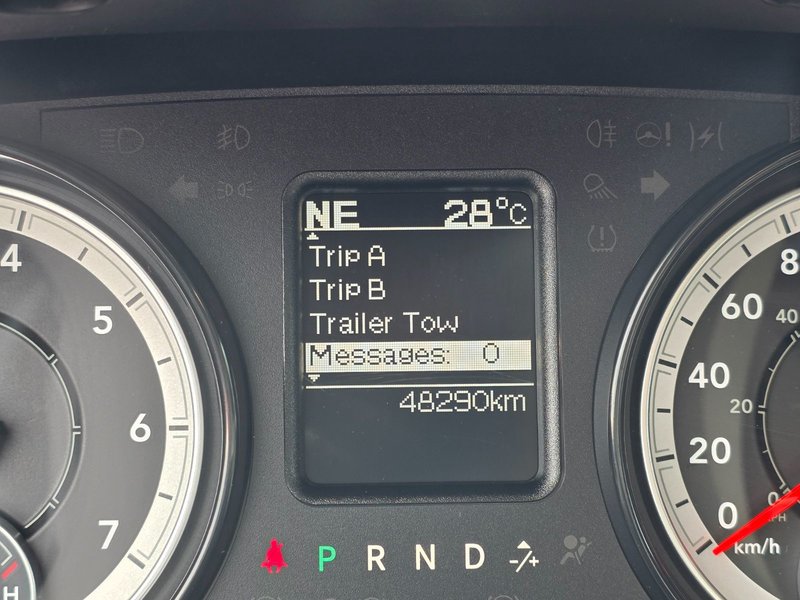 NE 28°C
Trip A
Trip B
Trailer Tow
Messages: 0
48290km
4
5
6
7
H
P R N D -/+
8
60
40
20
0
km/h
40
20
0